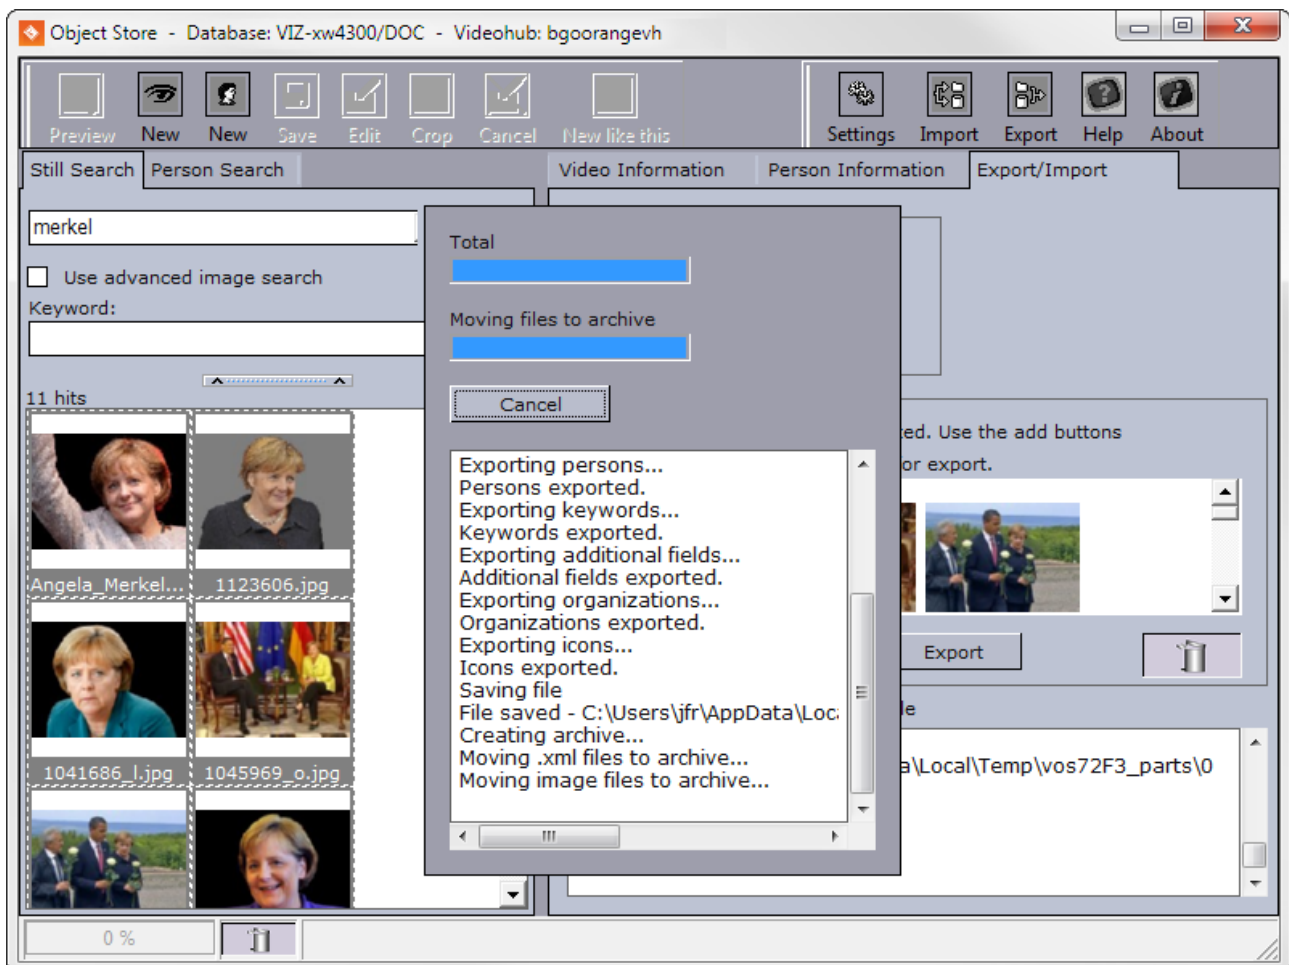 Object Store - Database: VIZ-xw4300/DOC - Videohub: bgoorangevh
Preview New New Save Edit Crop Cancel New like this Settings Import Export Help About
Still Search Person Search Video Information Person Information Export/Import
merkel
Use advanced image search
Keyword:
11 hits
Angela_Merkel... 1123606.jpg
1041686_l.jpg 1045969_o.jpg
Total
Moving files to archive
Cancel
Exporting persons...
Persons exported.
Exporting keywords...
Keywords exported.
Exporting additional fields...
Additional fields exported.
Exporting organizations...
Organizations exported.
Exporting icons...
Icons exported.
Saving file
File saved - C:\Users\jfr\AppData\Loc
Creating archive...
Moving .xml files to archive...
Moving image files to archive...
ed. Use the add buttons
or export.
Export
le
a\Local\Temp\vos72F3_parts\0
0 %